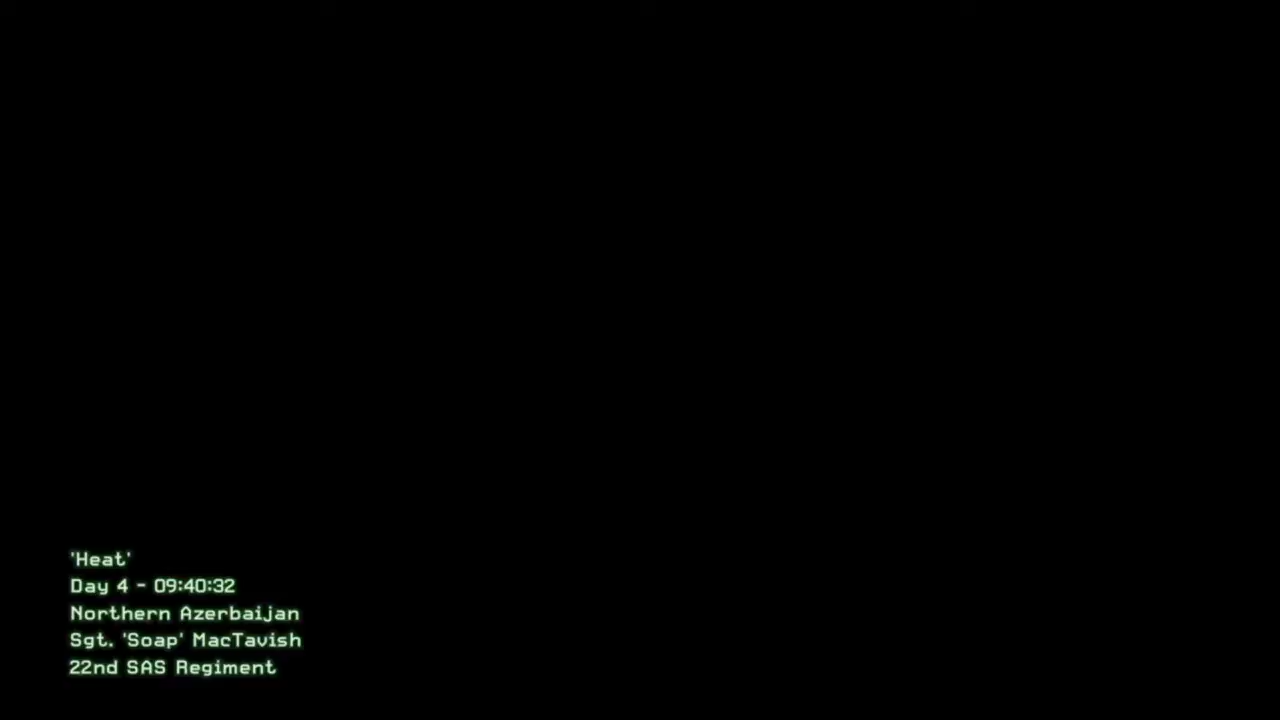 'Heat'
Day 4 - 09:40:32
Northern Azerbaijan
Sgt. 'Soap' MacTavish
22nd SAS Regiment